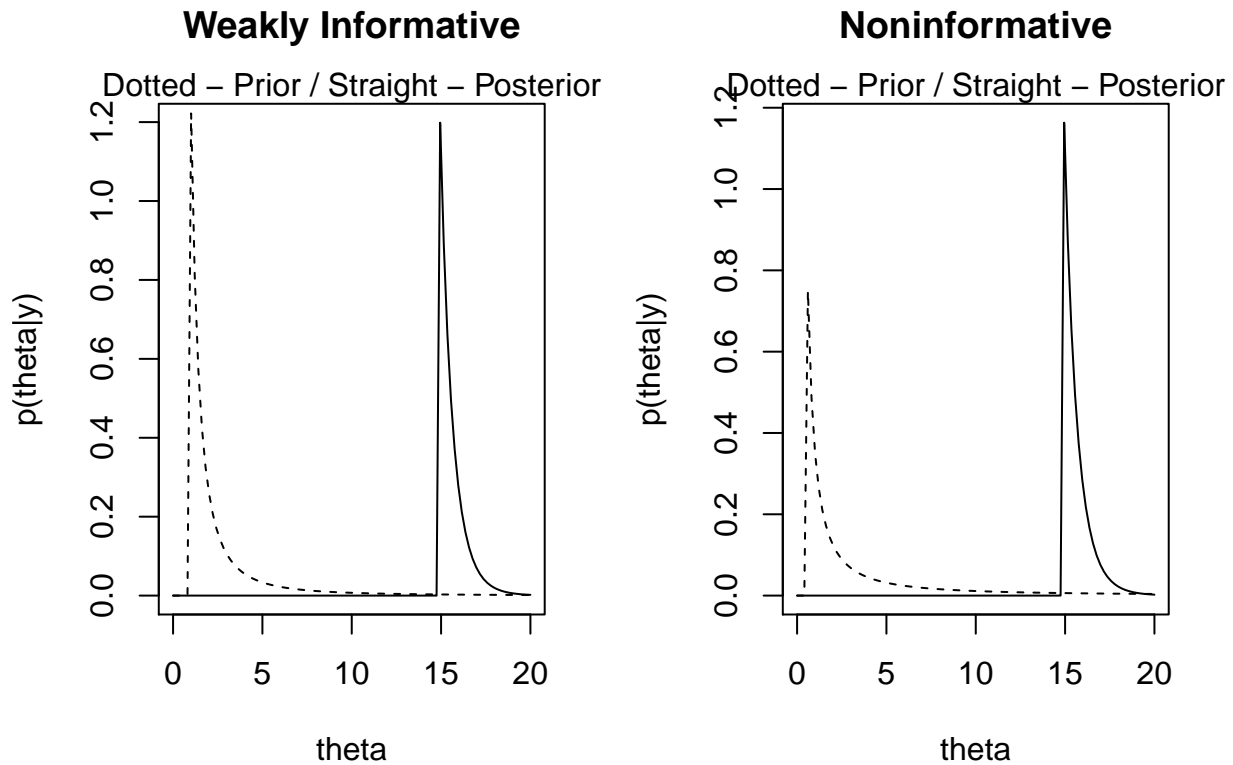 Weakly Informative
Dotted – Prior / Straight – Posterior
p(theta|y)
1.2
1.0
0.8
0.6
0.4
0.2
0.0
0 5 10 15 20
theta
Noninformative
Dotted – Prior / Straight – Posterior
p(theta|y)
1.2
1.0
0.8
0.6
0.4
0.2
0.0
0 5 10 15 20
theta